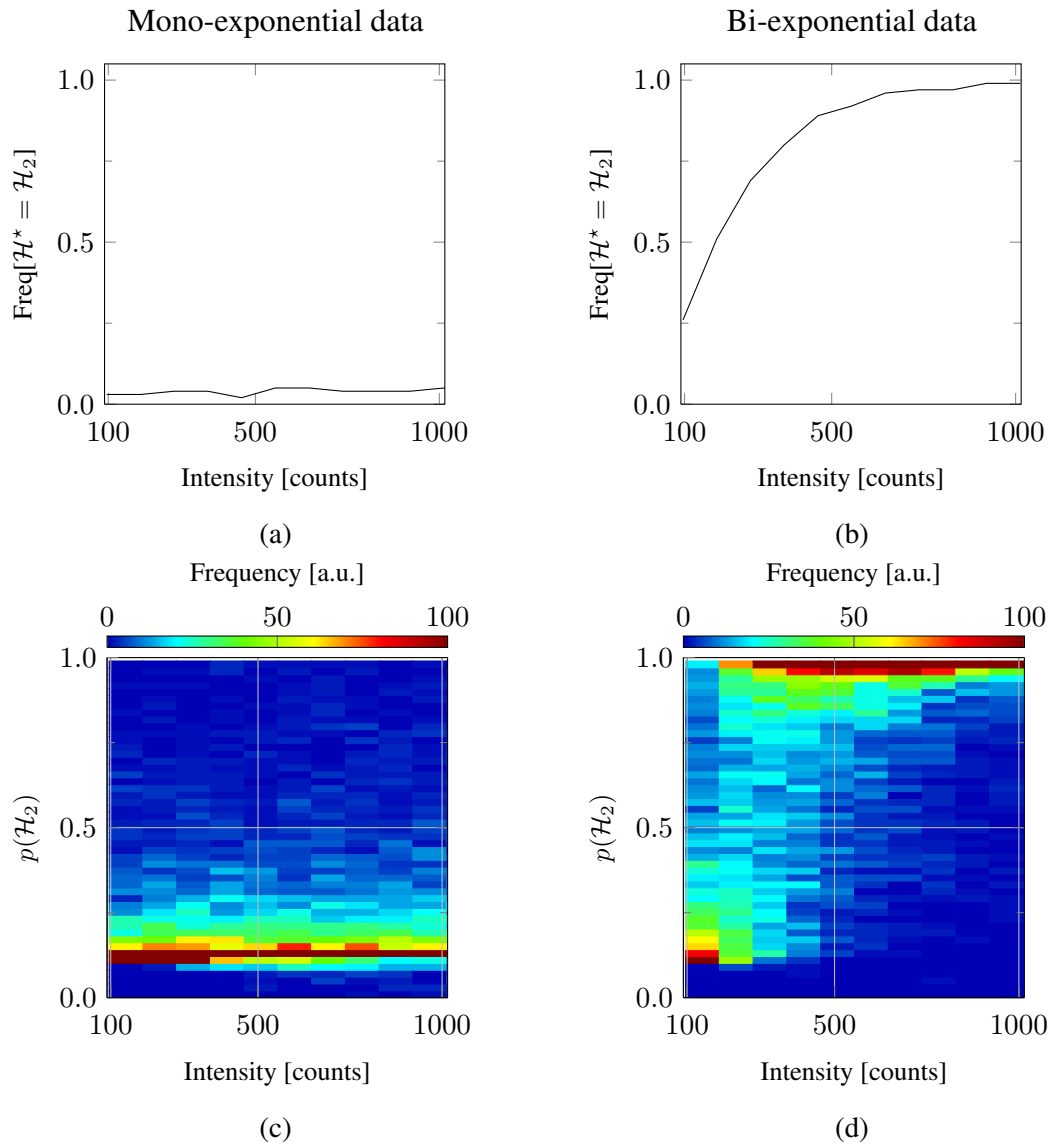 Mono-exponential data
Bi-exponential data
1.0
0.5
0.0
Freq[ℋ⋆ = ℋ₂]
100
500
1000
Intensity [counts]
(a)
1.0
0.5
0.0
Freq[ℋ⋆ = ℋ₂]
100
500
1000
Intensity [counts]
(b)
Frequency [a.u.]
0
50
100
1.0
0.5
0.0
p(ℋ₂)
100
500
1000
Intensity [counts]
(c)
Frequency [a.u.]
0
50
100
1.0
0.5
0.0
p(ℋ₂)
100
500
1000
Intensity [counts]
(d)